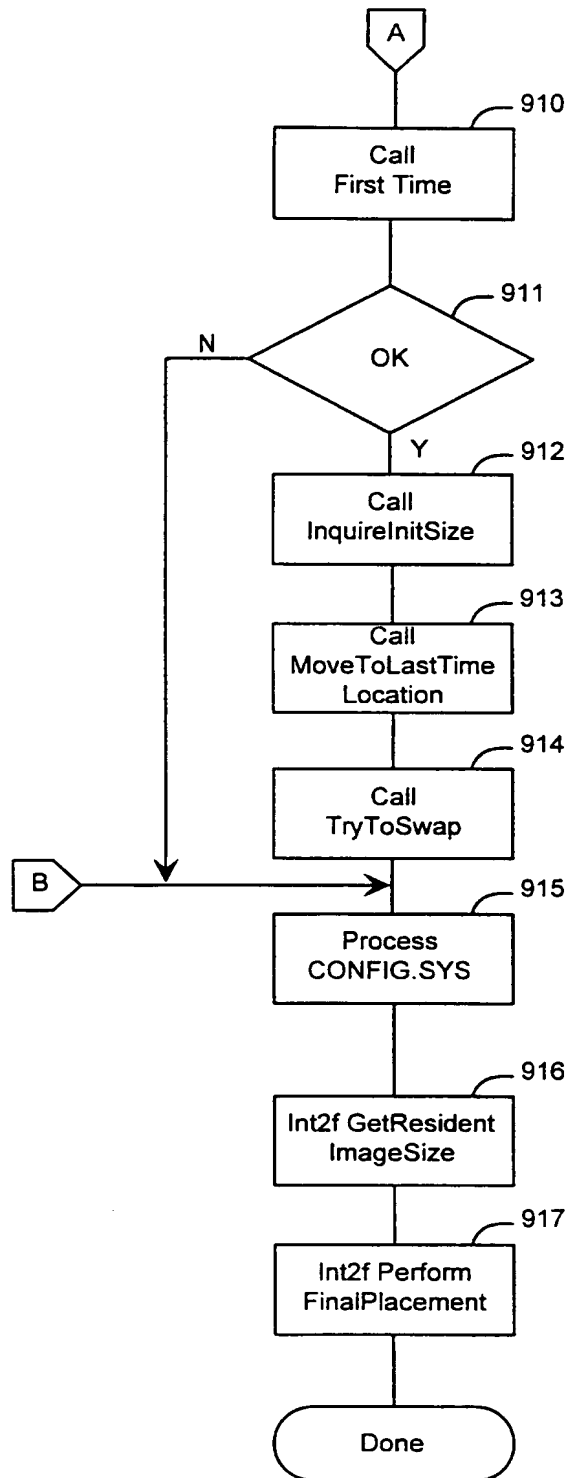 A
910
Call
First Time
911
OK
N
Y
912
Call
InquireInitSize
913
Call
MoveToLastTime
Location
914
Call
TryToSwap
B
915
Process
CONFIG.SYS
916
Int2f GetResident
ImageSize
917
Int2f Perform
FinalPlacement
Done